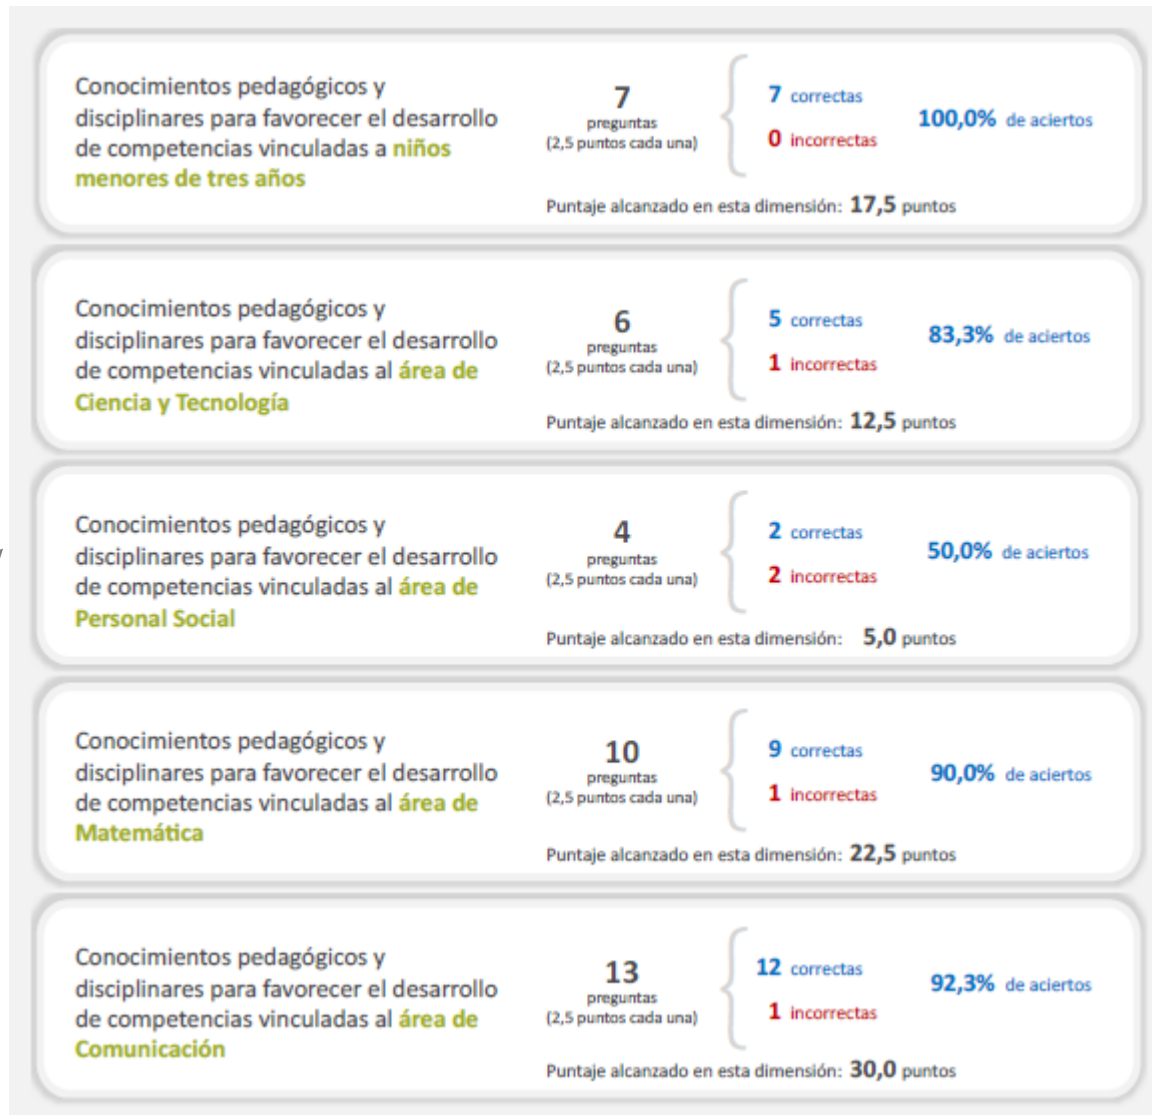 Conocimientos pedagógicos y
disciplinares para favorecer el desarrollo
de competencias vinculadas a niños
menores de tres años
7
preguntas
(2,5 puntos cada una)
7 correctas
0 incorrectas
100,0% de aciertos
Puntaje alcanzado en esta dimensión: 17,5 puntos
Conocimientos pedagógicos y
disciplinares para favorecer el desarrollo
de competencias vinculadas al área de
Ciencia y Tecnología
6
preguntas
(2,5 puntos cada una)
5 correctas
1 incorrectas
83,3% de aciertos
Puntaje alcanzado en esta dimensión: 12,5 puntos
Conocimientos pedagógicos y
disciplinares para favorecer el desarrollo
de competencias vinculadas al área de
Personal Social
4
preguntas
(2,5 puntos cada una)
2 correctas
2 incorrectas
50,0% de aciertos
Puntaje alcanzado en esta dimensión: 5,0 puntos
Conocimientos pedagógicos y
disciplinares para favorecer el desarrollo
de competencias vinculadas al área de
Matemática
10
preguntas
(2,5 puntos cada una)
9 correctas
1 incorrectas
90,0% de aciertos
Puntaje alcanzado en esta dimensión: 22,5 puntos
Conocimientos pedagógicos y
disciplinares para favorecer el desarrollo
de competencias vinculadas al área de
Comunicación
13
preguntas
(2,5 puntos cada una)
12 correctas
1 incorrectas
92,3% de aciertos
Puntaje alcanzado en esta dimensión: 30,0 puntos